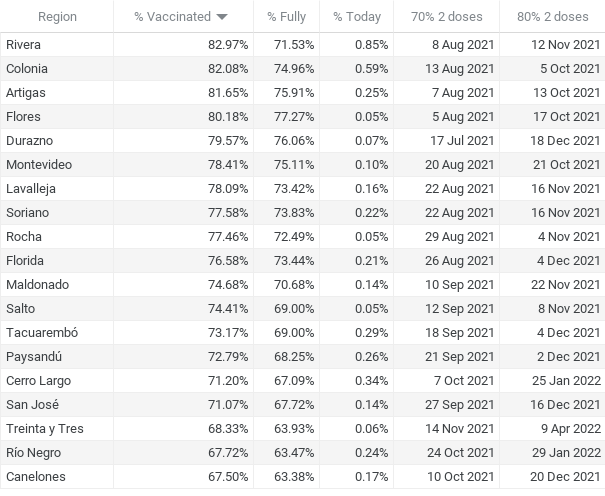 Region % Vaccinated % Fully % Today 70% 2 doses 80% 2 doses
Rivera 82.97% 71.53% 0.85% 8 Aug 2021 12 Nov 2021
Colonia 82.08% 74.96% 0.59% 13 Aug 2021 5 Oct 2021
Artigas 81.65% 75.91% 0.25% 7 Aug 2021 13 Oct 2021
Flores 80.18% 77.27% 0.05% 5 Aug 2021 17 Oct 2021
Durazno 79.57% 76.06% 0.07% 17 Jul 2021 18 Dec 2021
Montevideo 78.41% 75.11% 0.10% 20 Aug 2021 21 Oct 2021
Lavalleja 78.09% 73.42% 0.16% 22 Aug 2021 16 Nov 2021
Soriano 77.58% 73.83% 0.22% 22 Aug 2021 16 Nov 2021
Rocha 77.46% 72.49% 0.05% 29 Aug 2021 4 Nov 2021
Florida 76.58% 73.44% 0.21% 26 Aug 2021 4 Dec 2021
Maldonado 74.68% 70.68% 0.14% 10 Sep 2021 22 Nov 2021
Salto 74.41% 69.00% 0.05% 12 Sep 2021 8 Nov 2021
Tacuarembó 73.17% 69.00% 0.29% 18 Sep 2021 4 Dec 2021
Paysandú 72.79% 68.25% 0.26% 21 Sep 2021 2 Dec 2021
Cerro Largo 71.20% 67.09% 0.34% 7 Oct 2021 25 Jan 2022
San José 71.07% 67.72% 0.14% 27 Sep 2021 16 Dec 2021
Treinta y Tres 68.33% 63.93% 0.06% 14 Nov 2021 9 Apr 2022
Río Negro 67.72% 63.47% 0.24% 24 Oct 2021 29 Jan 2022
Canelones 67.50% 63.38% 0.17% 10 Oct 2021 20 Dec 2021